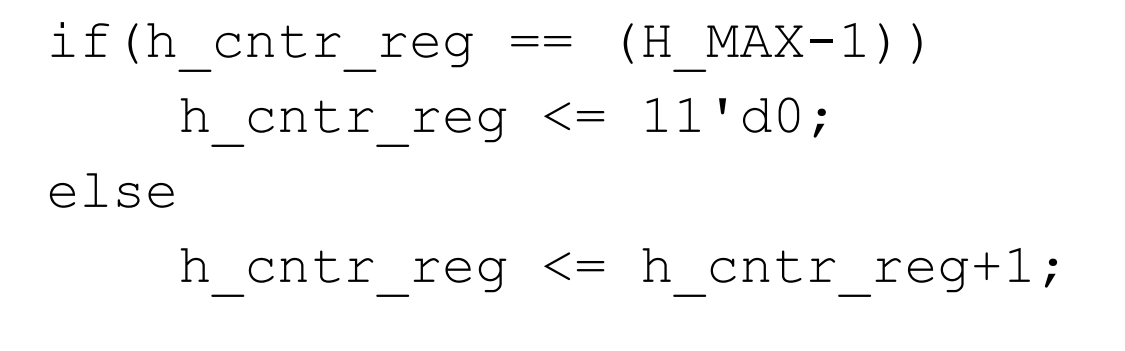 if(h_cntr_reg == (H_MAX-1))
    h_cntr_reg <= 11'd0;
else
    h_cntr_reg <= h_cntr_reg+1;